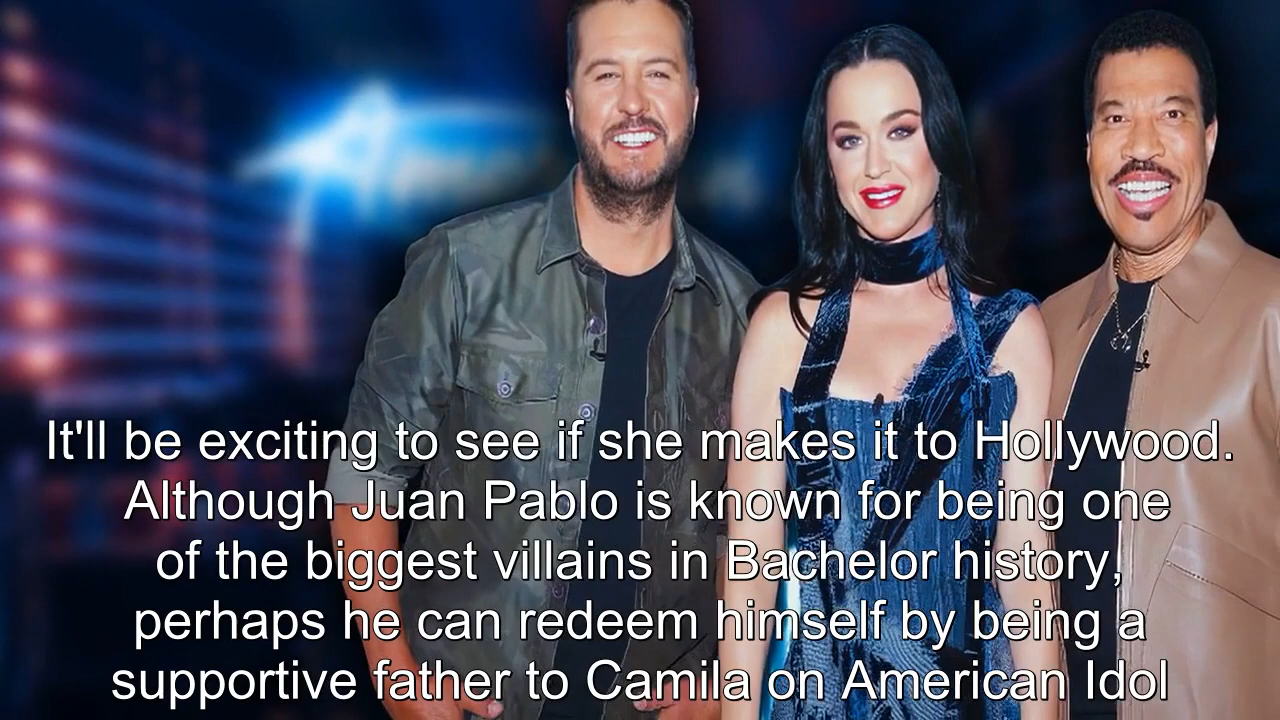 It'll be exciting to see if she makes it to Hollywood.
Although Juan Pablo is known for being one
of the biggest villains in Bachelor history,
perhaps he can redeem himself by being a
supportive father to Camila on American Idol